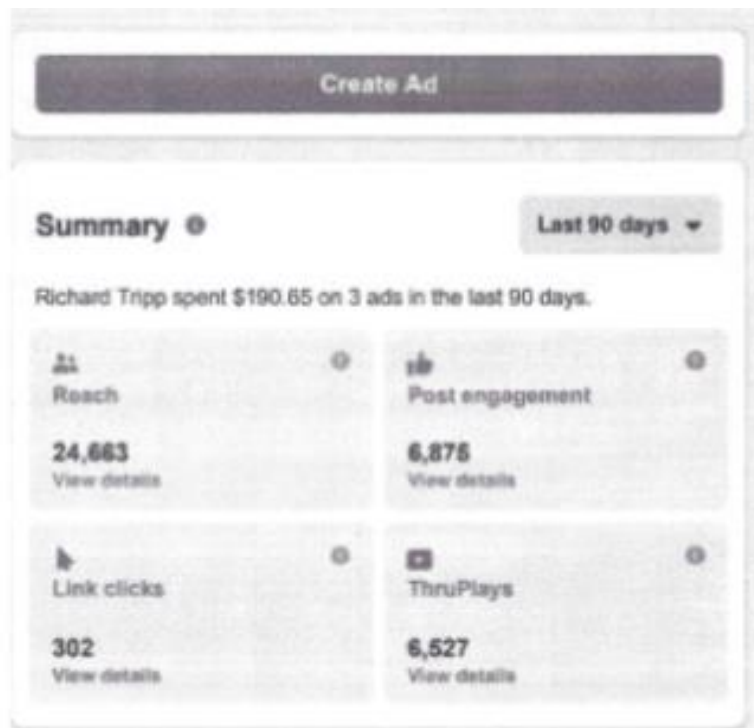 Create Ad
Summary
Last 90 days
Richard Tripp spent $190.65 on 3 ads in the last 90 days.
Reach
24,663
View details
Post engagement
6,875
View details
Link clicks
302
View details
ThruPlays
6,527
View details